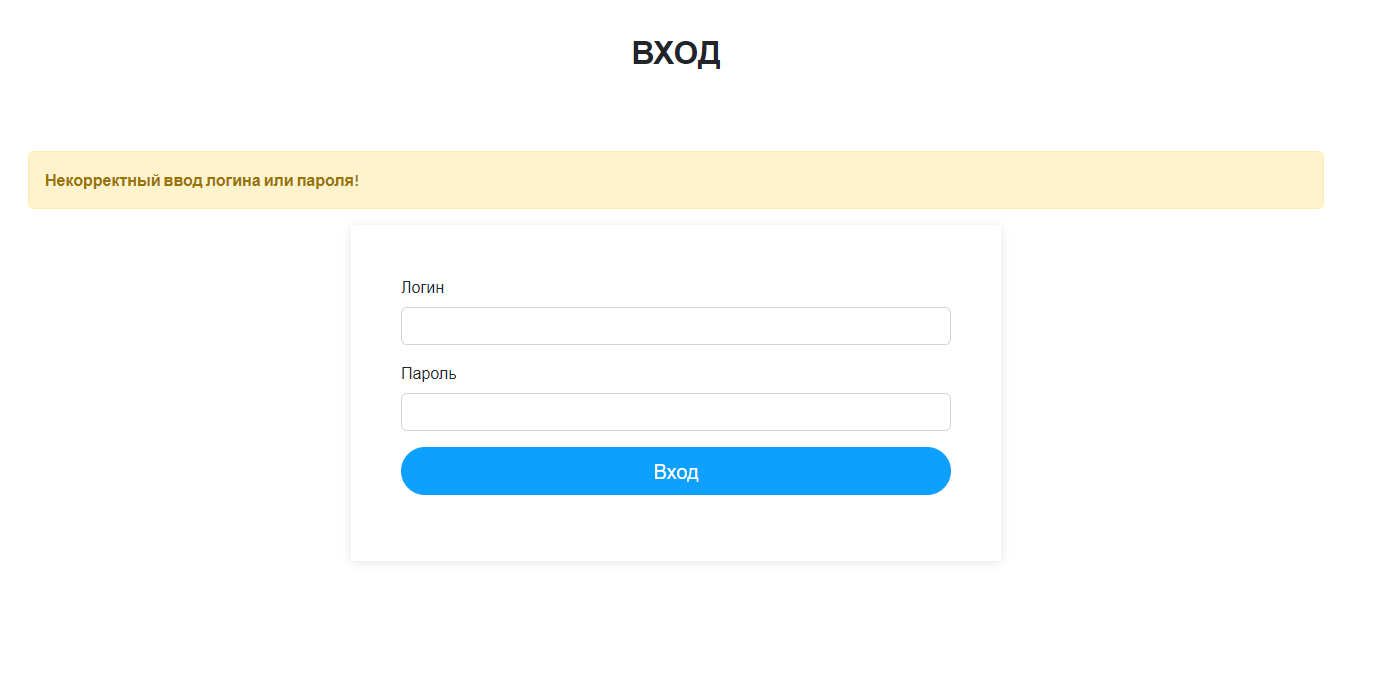 ВХОД
Некорректный ввод логина или пароля!
Логин
Пароль
Вход